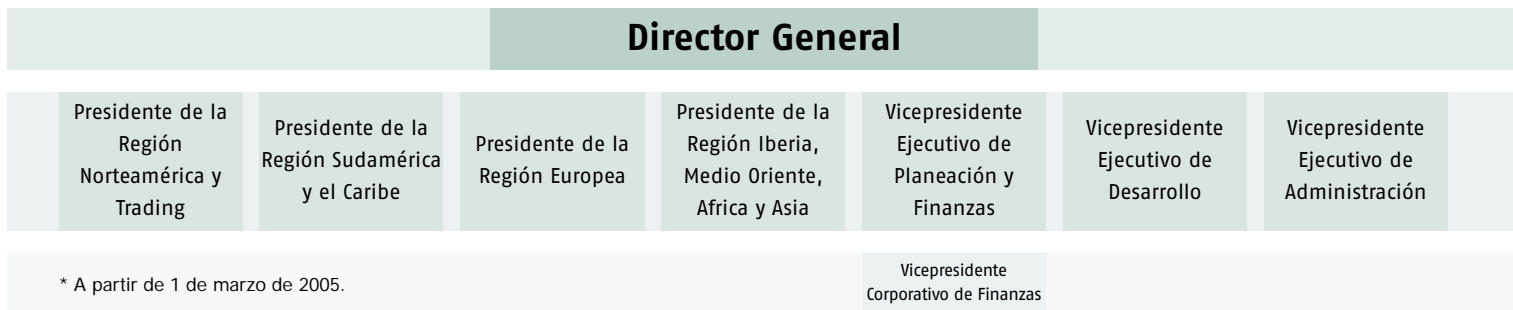 Director General
Presidente de la
Región
Norteamérica y
Trading
Presidente de la
Región Sudamérica
y el Caribe
Presidente de la
Región Europea
Presidente de la
Región Iberia,
Medio Oriente,
Africa y Asia
Vicepresidente
Ejecutivo de
Planeación y
Finanzas
Vicepresidente
Ejecutivo de
Desarrollo
Vicepresidente
Ejecutivo de
Administración
* A partir de 1 de marzo de 2005.
Vicepresidente
Corporativo de Finanzas